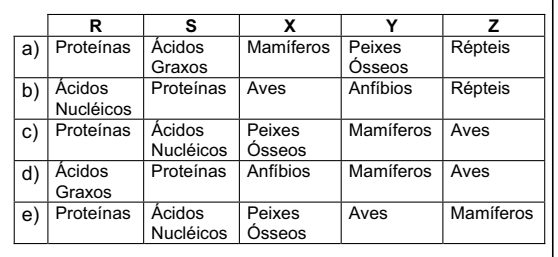 R S X Y Z
a) Proteínas Ácidos Graxos Mamíferos Peixes Ósseos Répteis
b) Ácidos Nucléicos Proteínas Aves Anfíbios Répteis
c) Proteínas Ácidos Nucléicos Peixes Ósseos Mamíferos Aves
d) Ácidos Graxos Proteínas Anfíbios Mamíferos Aves
e) Proteínas Ácidos Nucléicos Peixes Ósseos Aves Mamíferos